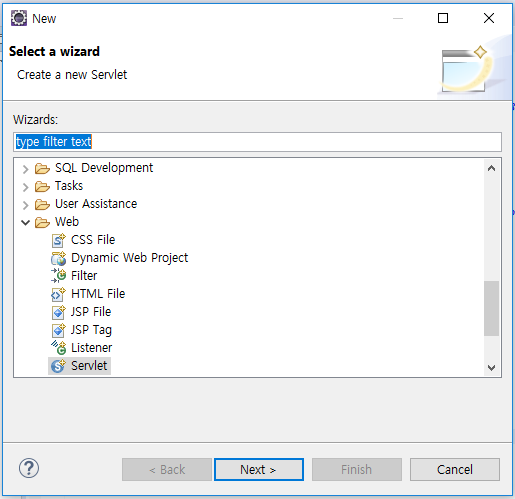 New
Select a wizard
Create a new Servlet
Wizards:
type filter text
SQL Development
Tasks
User Assistance
Web
CSS File
Dynamic Web Project
Filter
HTML File
JSP File
JSP Tag
Listener
Servlet
< Back
Next >
Finish
Cancel